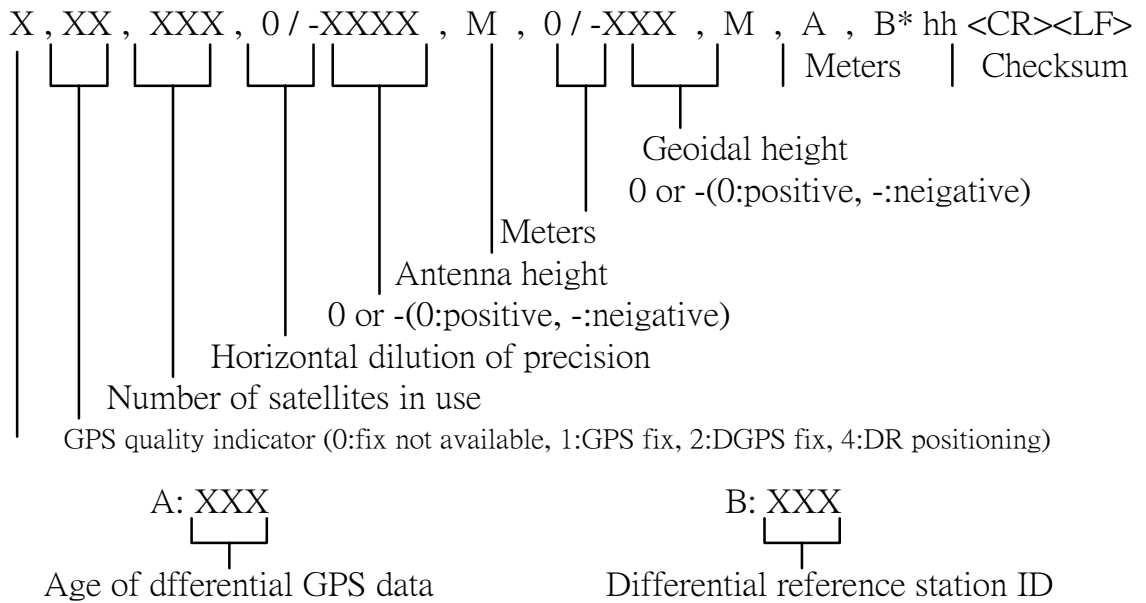 X , XX , XXX , 0 / -XXXX , M , 0 / -XXX , M , A , B* hh <CR><LF>
Meters Checksum
Geoidal height
0 or -(0:positive, -:neigative)
Meters
Antenna height
0 or -(0:positive, -:neigative)
Horizontal dilution of precision
Number of satellites in use
GPS quality indicator (0:fix not available, 1:GPS fix, 2:DGPS fix, 4:DR positioning)
A: XXX B: XXX
Age of dfferential GPS data Differential reference station ID